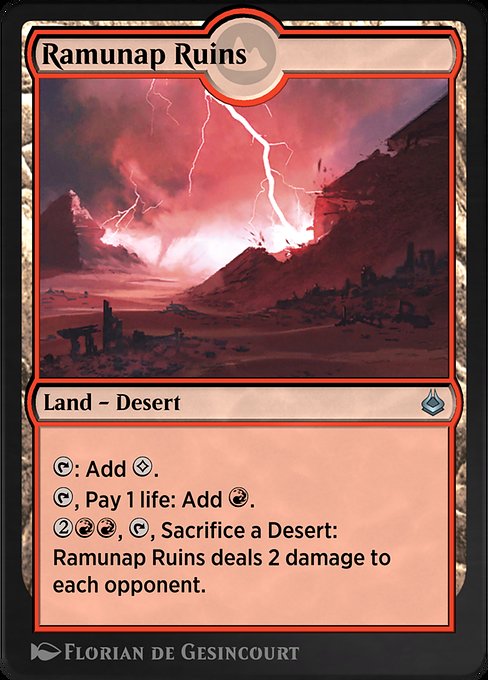 Ramunap Ruins
Land – Desert
: Add .
, Pay 1 life: Add .
2, , Sacrifice a Desert:
Ramunap Ruins deals 2 damage to
each opponent.
Florian de Gesincourt